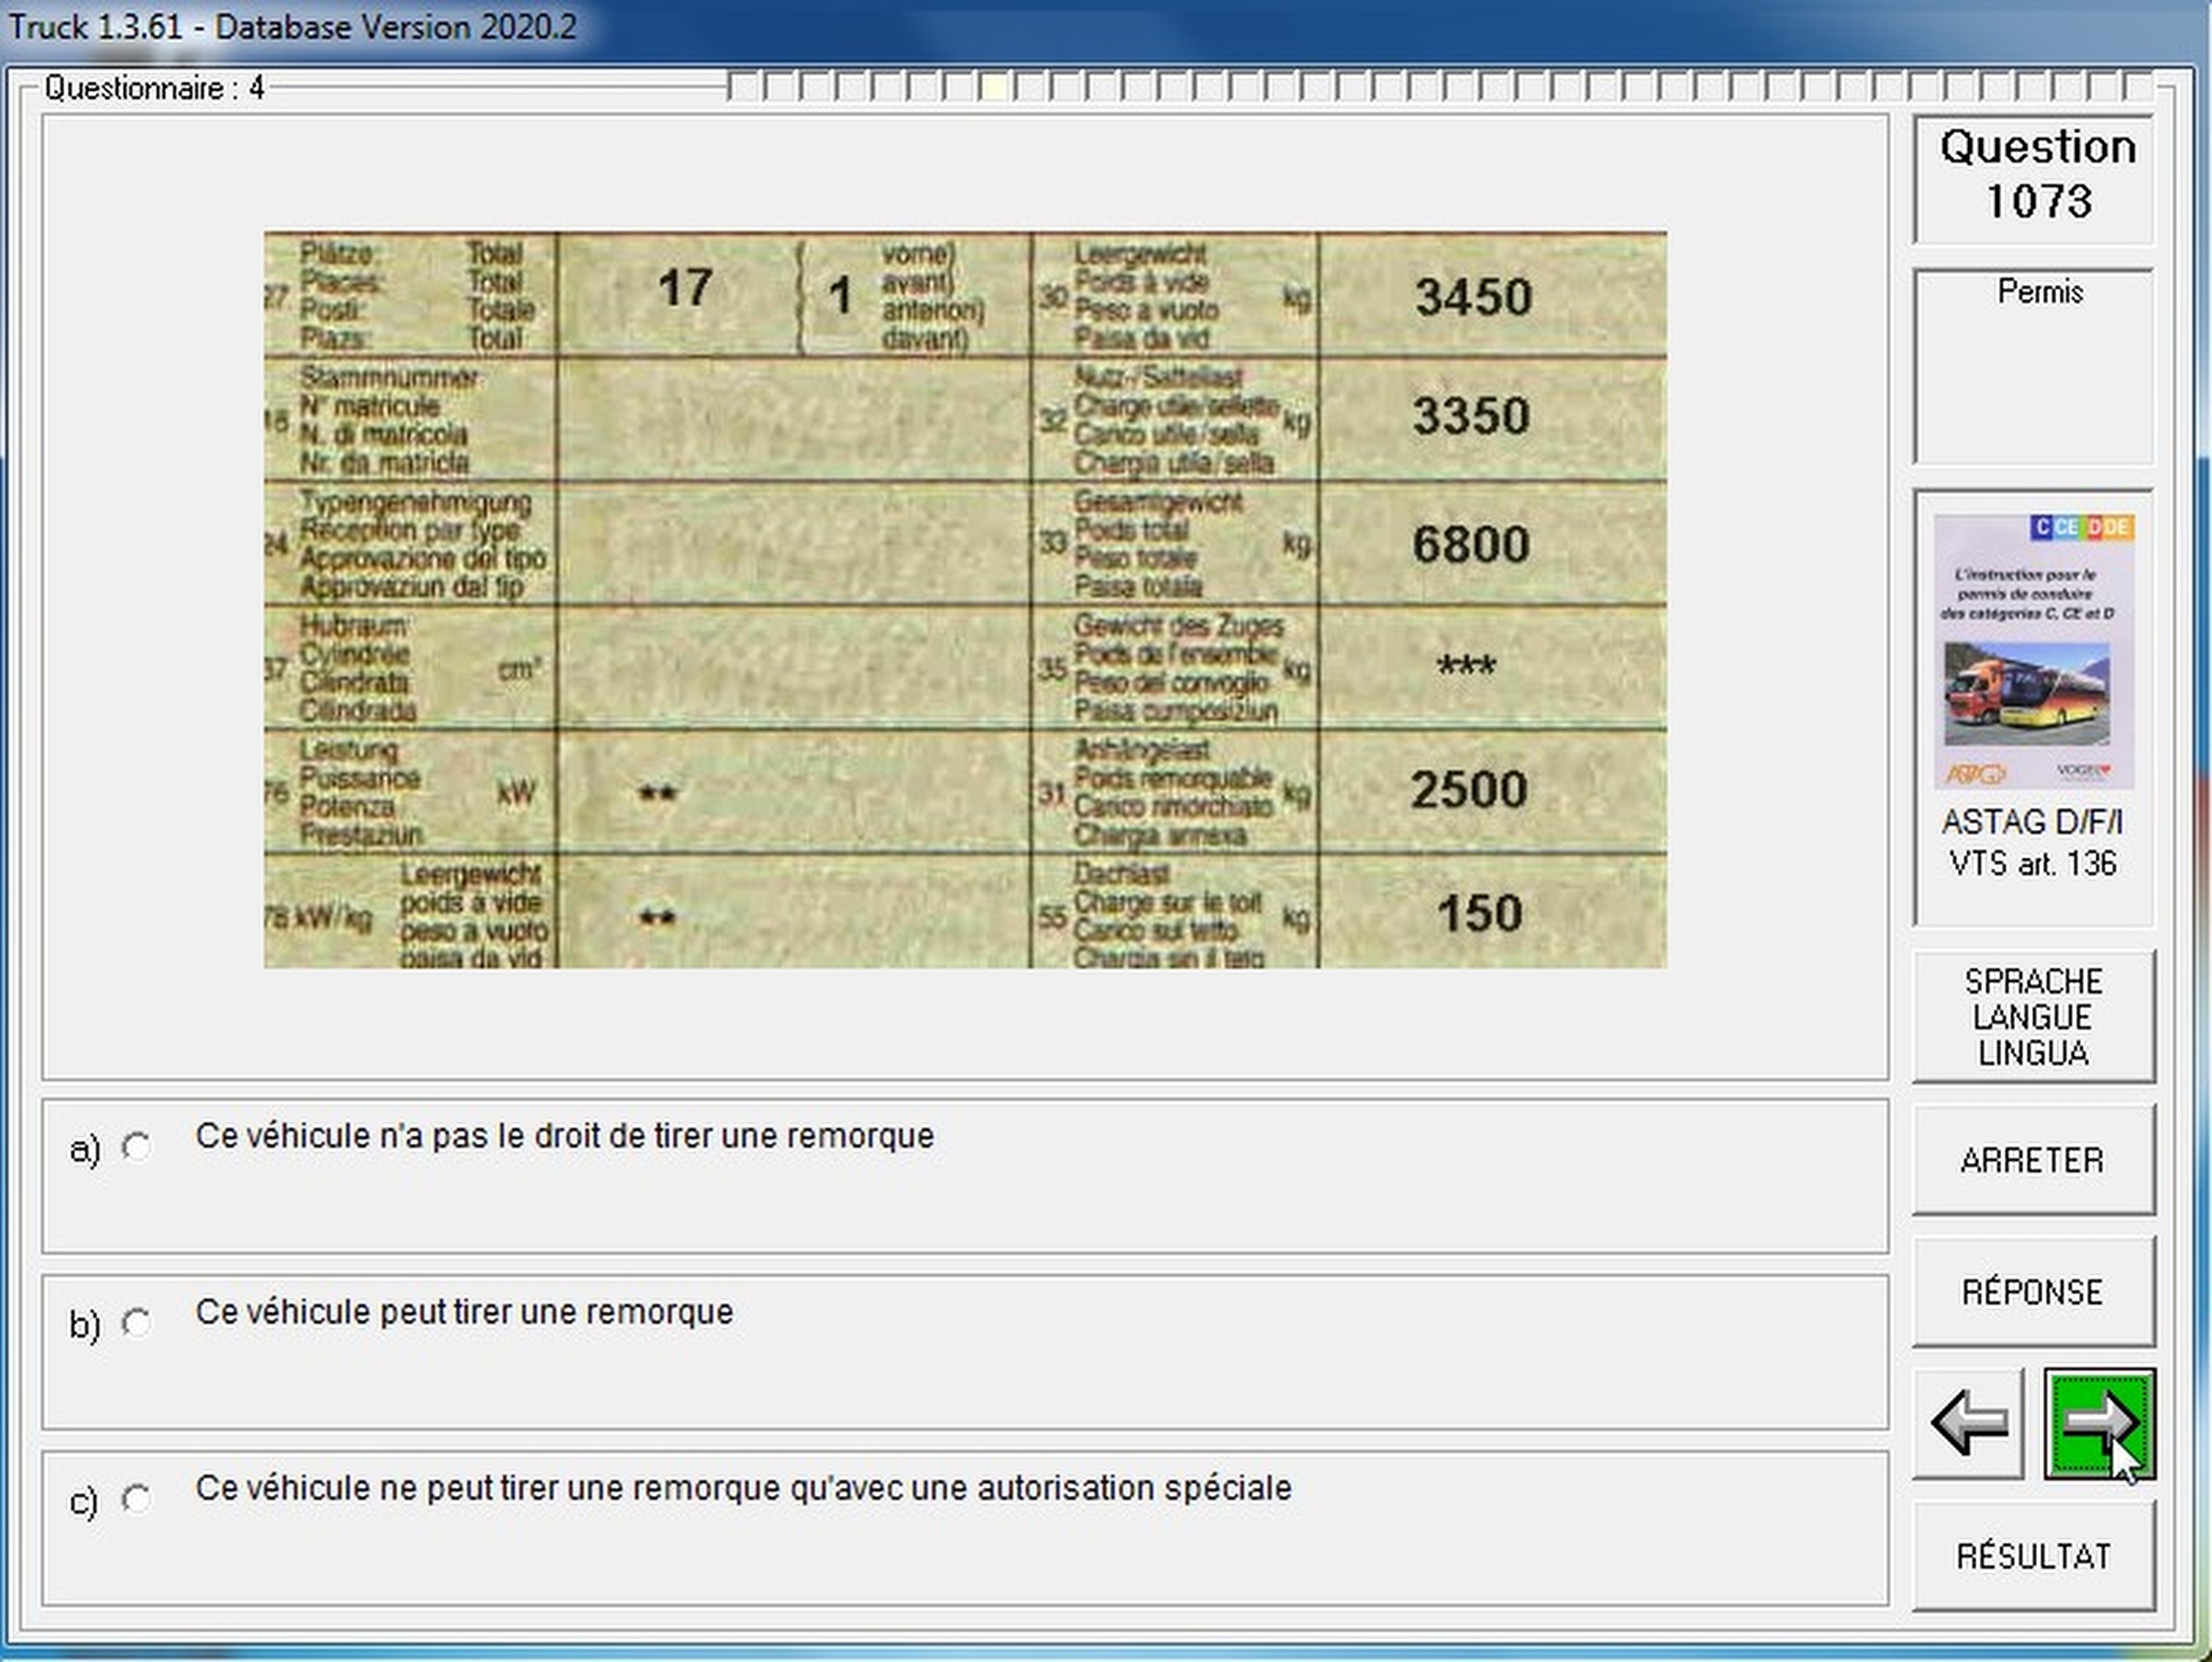 Truck 1.3.61 - Database Version 2020.2
Questionnaire : 4
27 Plätze: Total
Places: Total
Posti: Totale
Plazs: Total
17 ( 1 vorne)
avant)
anteriori)
davant)
30 Leergewicht
Poids à vide
Peso a vuoto
Paisa da vid
kg 3450
18 Stammnummer
N° matricule
N. di matricola
Nr. da matricla
32 Nutz-/Sattellast
Charge utile/sellette
Carico utile/sella
Chargia utila/sella
kg 3350
24 Typengenehmigung
Réception par type
Approvazione del tipo
Approvaziun dal tip
33 Gesamtgewicht
Poids total
Peso totale
Paisa totala
kg 6800
37 Hubraum
Cylindrée
Cilindrata
Cilindrada
cm³
35 Gewicht des Zuges
Poids de l'ensemble
Peso del convoglio
Paisa cumposiziun
kg ***
76 Leistung
Puissance
Potenza
Prestaziun
kW **
31 Anhängelast
Poids remorquable
Carico rimorchiato
Chargia annexa
kg 2500
78 kW/kg Leergewicht
poids à vide
peso a vuoto
paisa da vid
**
55 Dachlast
Charge sur le toit
Carico sul tetto
Chargia sin il tetg
kg 150
a) Ce véhicule n'a pas le droit de tirer une remorque
b) Ce véhicule peut tirer une remorque
c) Ce véhicule ne peut tirer une remorque qu'avec une autorisation spéciale
Question
1073
Permis
C CE D DE
L'instruction pour le
permis de conduire
des catégories C, CE et D
ASTAG
VOGEL
ASTAG D/F/I
VTS art. 136
SPRACHE
LANGUE
LINGUA
ARRETER
RÉPONSE
RÉSULTAT